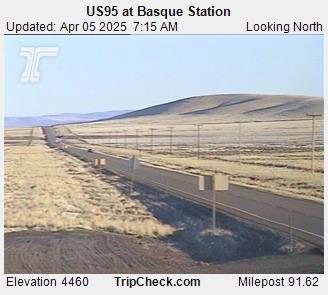 US95 at Basque Station
Updated: Apr 05 2025 7:15 AM Looking North
Elevation 4460 TripCheck.com Milepost 91.62